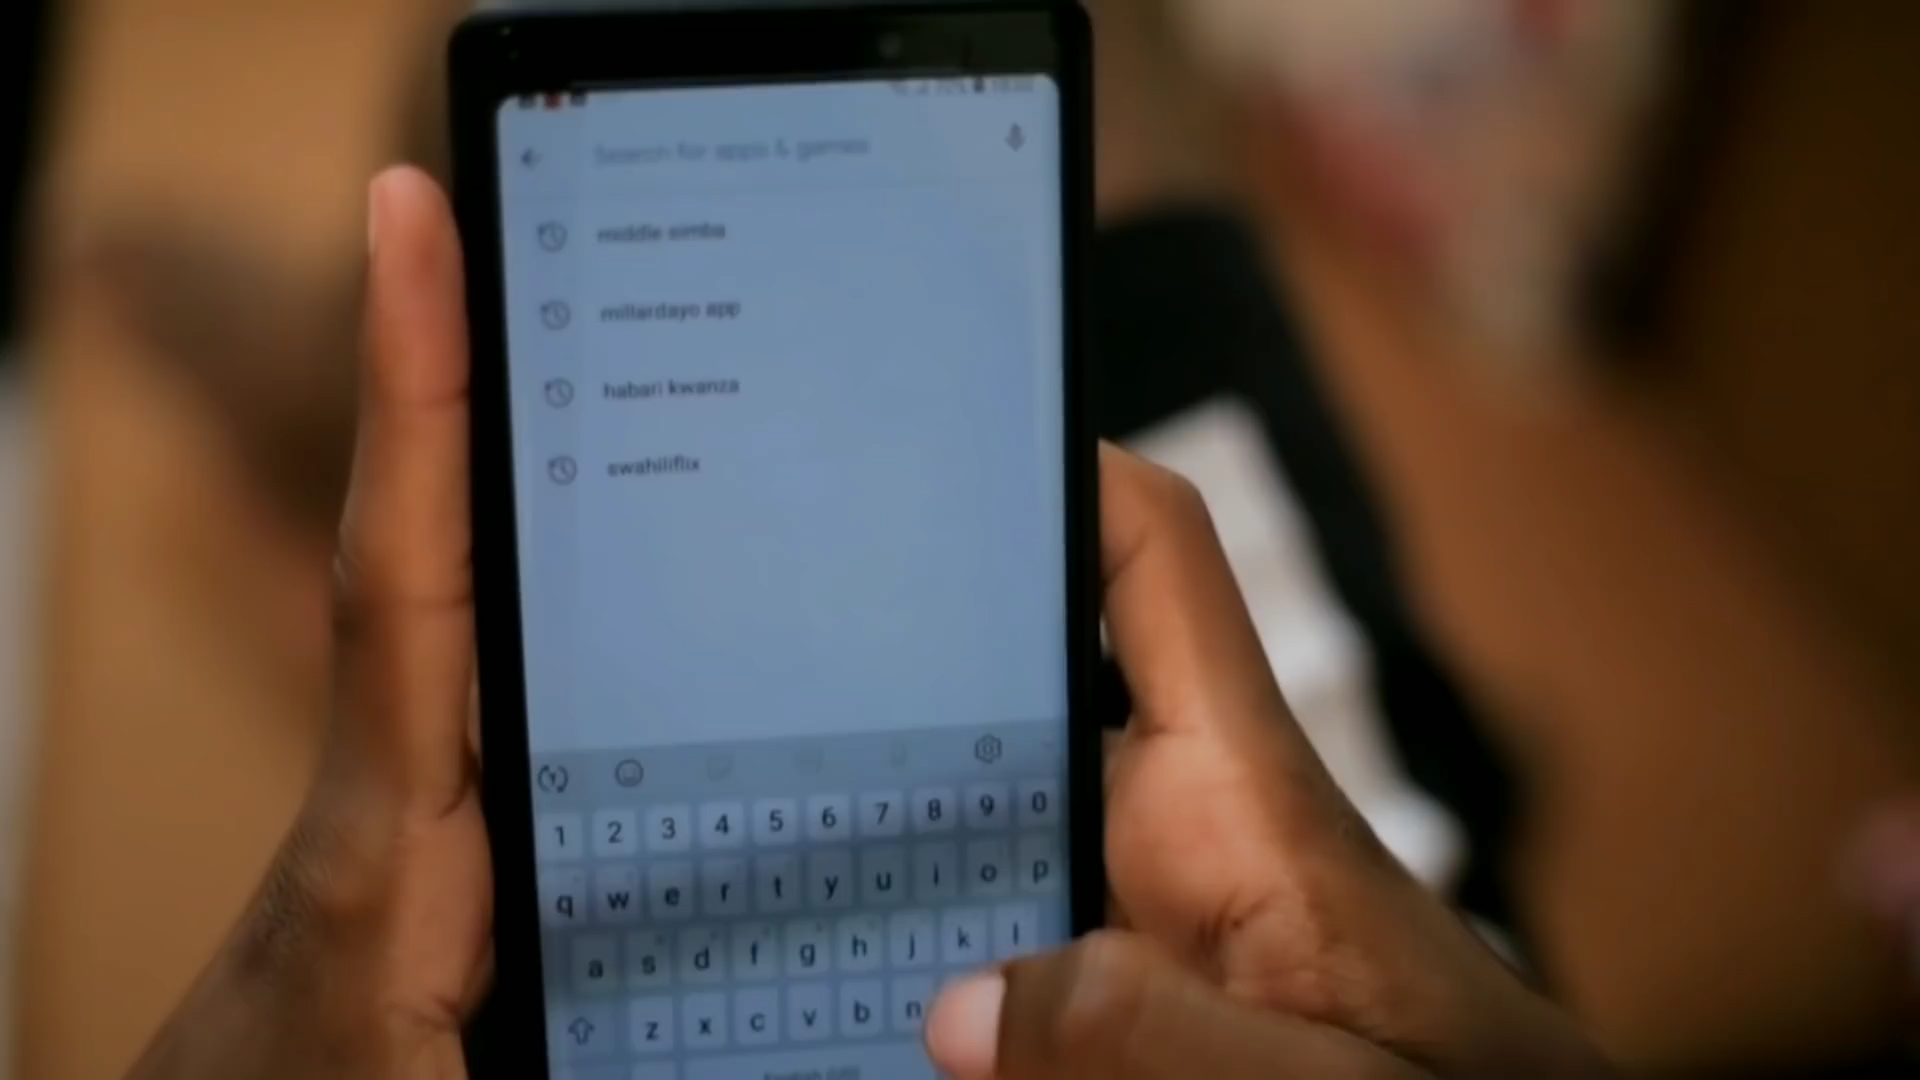 Search for apps & games
middle simba
millardayo app
habari kwanza
swahiliflix
1 2 3 4 5 6 7 8 9 0
q w e r t y u i o p
a s d f g h j k l
z x c v b n